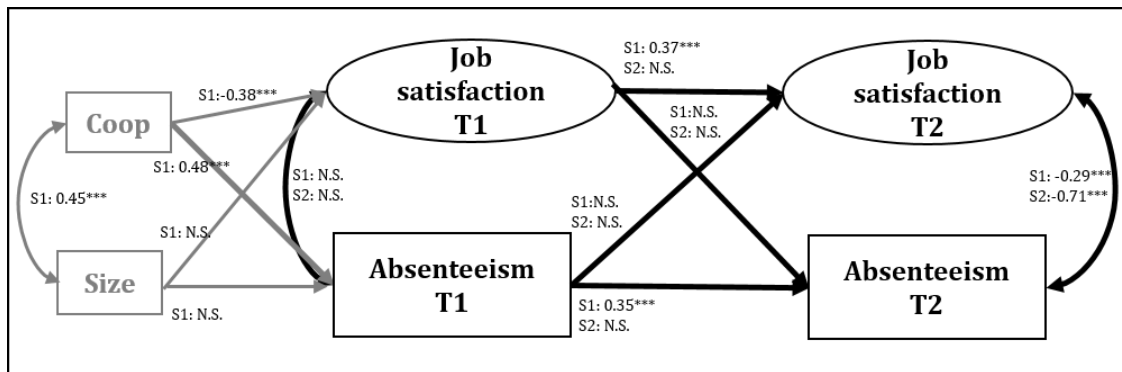 Job
satisfaction
T1
S1: 0.37***
S2: N.S.
Job
satisfaction
T2
S1:-0.38***
Coop
S1:N.S.
S2: N.S.
S1: 0.48***
S1: N.S.
S2: N.S.
S1: -0.29***
S2:-0.71***
S1: 0.45***
S1:N.S.
S2: N.S.
S1: N.S.
Size
Absenteeism
T1
Absenteeism
T2
S1: N.S.
S1: 0.35***
S2: N.S.